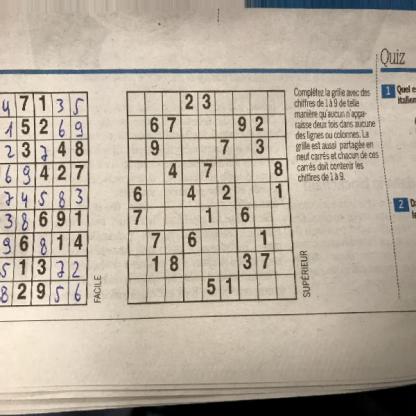 Quiz
4 7 1 3 5
1 5 2 6 9
2 3 7 4 8
6 9 4 2 7
7 4 5 8 3
3 8 6 9 1
9 6 8 1 4
5 1 3 7 2
8 2 9 5 6
FACILE
2 3
6 7 9 2
9 7 3
4 7 8
6 4 2 1
7 1 6
7 6 1
1 8 3 7
5 1
SUPÉRIEUR
Complétez la grille avec des
chiffres de 1 à 9 de telle
manière qu'aucun n'appa-
raisse deux fois dans aucune
des lignes ou colonnes. La
grille est aussi partagée en
neuf carrés et chacun de ces
carrés doit contenir les
chiffres de 1 à 9.
1 Quel e
italien
2